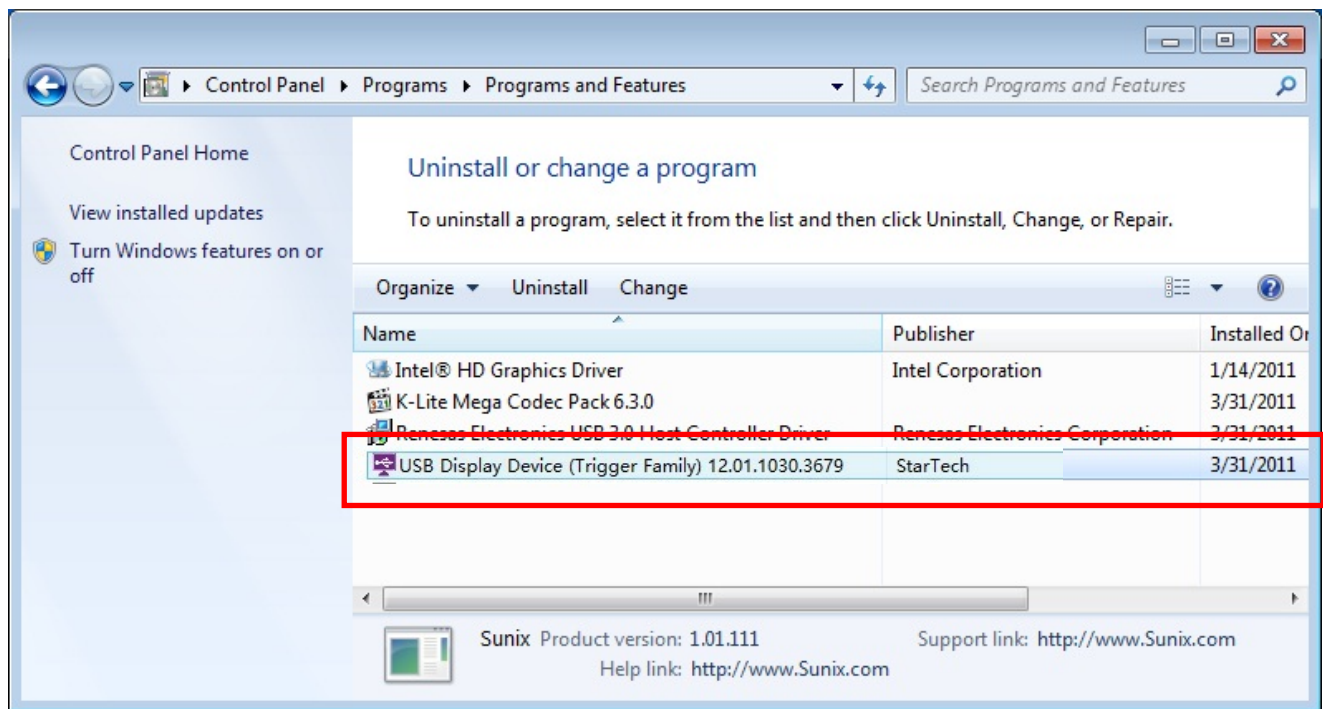 Control Panel Programs Programs and Features Search Programs and Features
Control Panel Home
View installed updates
Turn Windows features on or
off
Uninstall or change a program
To uninstall a program, select it from the list and then click Uninstall, Change, or Repair.
Organize Uninstall Change
Name Publisher Installed On
Intel® HD Graphics Driver Intel Corporation 1/14/2011
K-Lite Mega Codec Pack 6.3.0 3/31/2011
Renesas Electronics USB 3.0 Host Controller Driver Renesas Electronics Corporation 3/31/2011
USB Display Device (Trigger Family) 12.01.1030.3679 StarTech 3/31/2011
Sunix Product version: 1.01.111 Support link: http://www.Sunix.com
Help link: http://www.Sunix.com